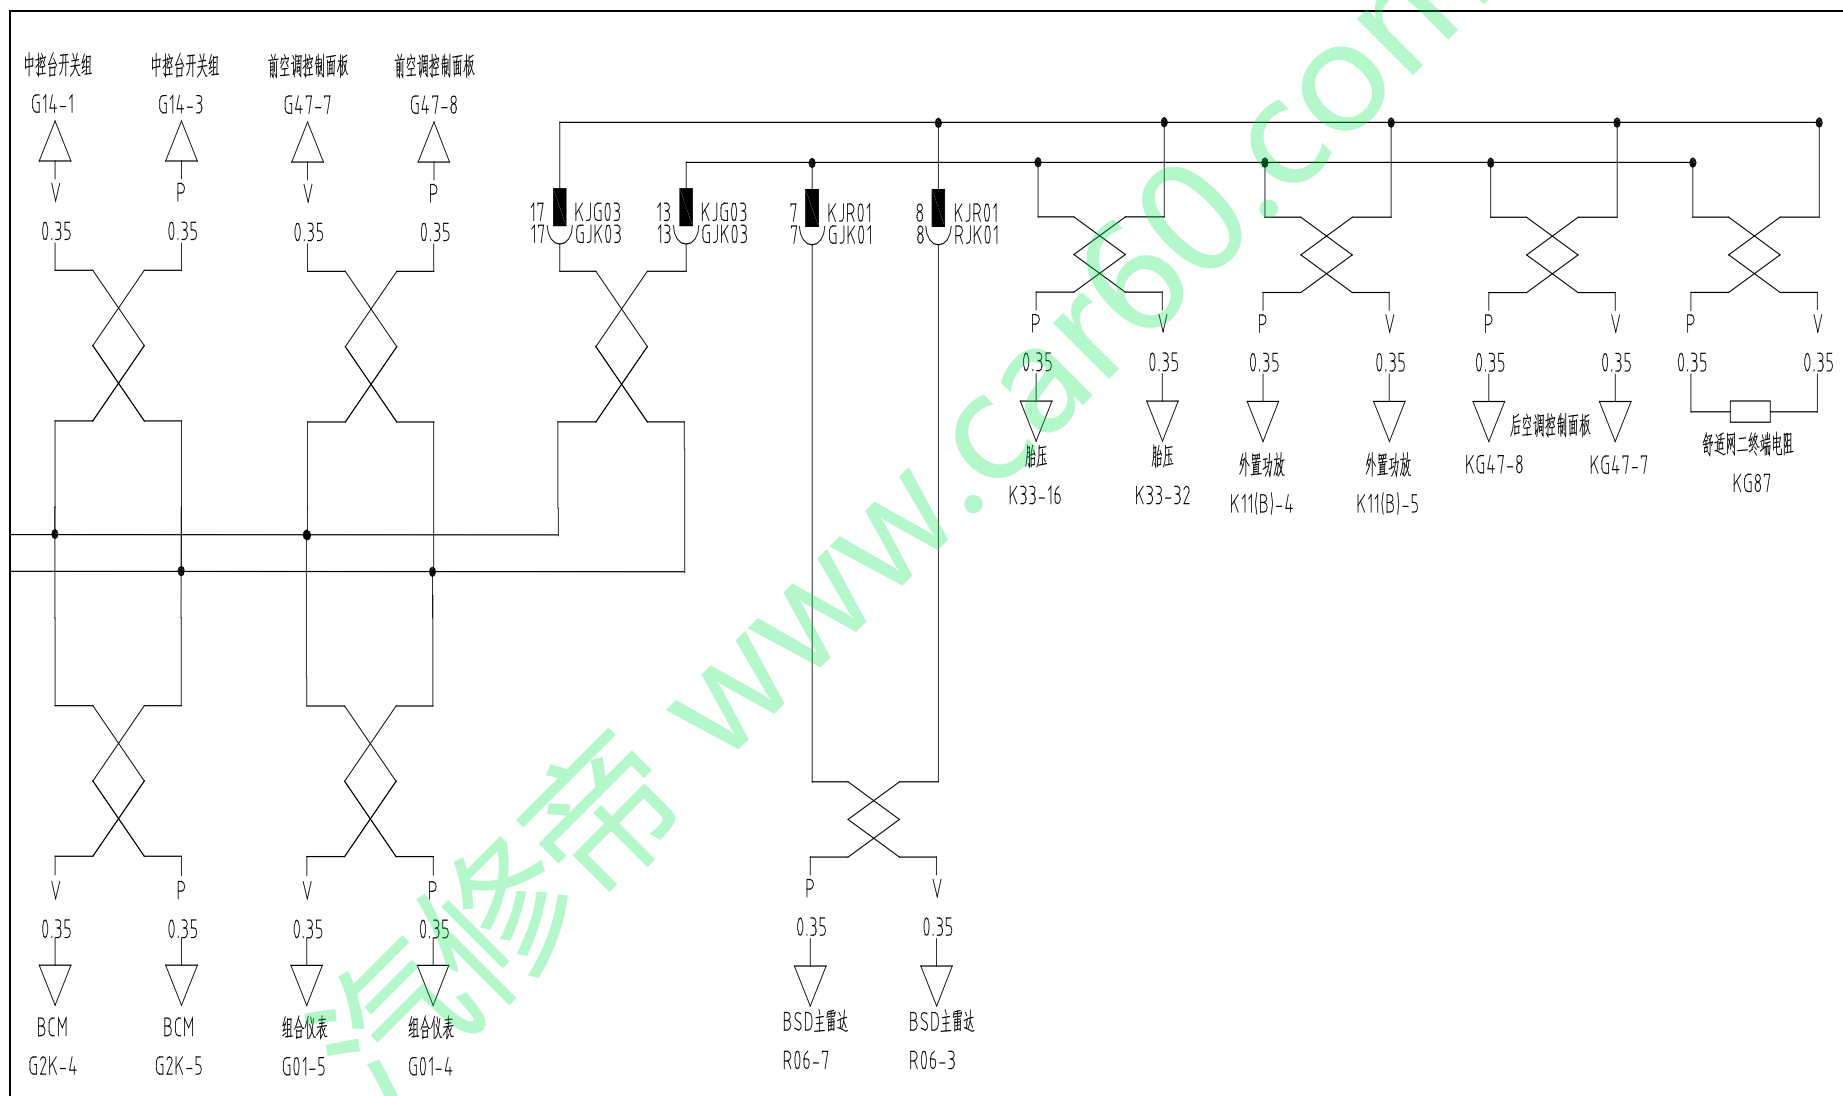 中控台开关组
G14-1
V
0.35
中控台开关组
G14-3
P
0.35
前空调控制面板
G47-7
V
0.35
前空调控制面板
G47-8
P
0.35
17 KJG03
17 GJK03
13 KJG03
13 GJK03
7 KJR01
7 GJK01
8 KJR01
8 RJK01
P
0.35
胎压
K33-16
V
0.35
胎压
K33-32
P
0.35
外置功放
K11(B)-4
V
0.35
外置功放
K11(B)-5
P
0.35
KG47-8
后空调控制面板
V
0.35
KG47-7
P
0.35
V
0.35
舒适网二终端电阻
KG87
V
0.35
BCM
G2K-4
P
0.35
BCM
G2K-5
V
0.35
组合仪表
G01-5
P
0.35
组合仪表
G01-4
P
0.35
BSD主雷达
R06-7
V
0.35
BSD主雷达
R06-3
汽修帝 www.car60.com